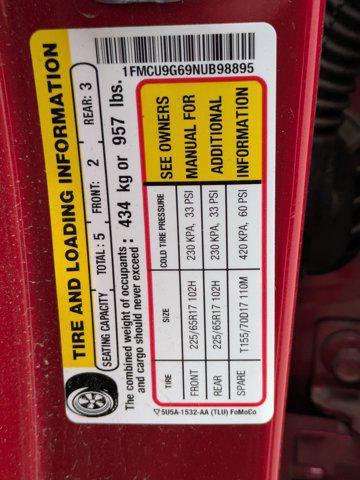 1FMCU9G69NUB98895
TIRE AND LOADING INFORMATION
SEATING CAPACITY TOTAL : 5 FRONT: 2 REAR: 3
The combined weight of occupants : 434 kg or 957 lbs.
and cargo should never exceed :
TIRE SIZE COLD TIRE PRESSURE SEE OWNERS
FRONT 225/65R17 102H 230 KPA, 33 PSI MANUAL FOR
REAR 225/65R17 102H 230 KPA, 33 PSI ADDITIONAL
SPARE T155/70D17 110M 420 KPA, 60 PSI INFORMATION
5U5A-1532-AA (TLU) FoMoCo